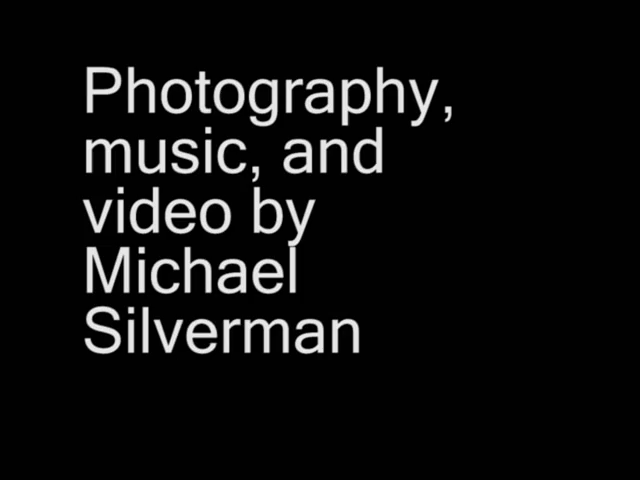 Photography,
music, and
video by
Michael
Silverman